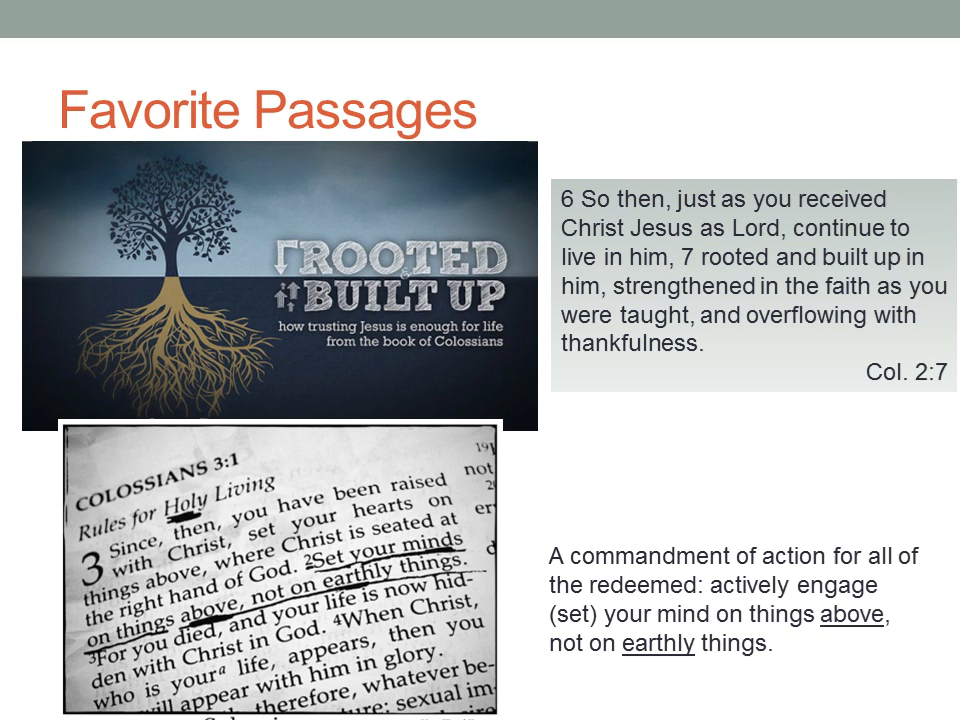 Favorite Passages
ROOTED
&
BUILT UP
how trusting Jesus is enough for life
from the book of Colossians
6 So then, just as you received
Christ Jesus as Lord, continue to
live in him, 7 rooted and built up in
him, strengthened in the faith as you
were taught, and overflowing with
thankfulness.
Col. 2:7
COLOSSIANS 3:1
Rules for Holy Living
3 Since, then, you have been raised
with Christ, set your hearts on
things above, where Christ is seated at
the right hand of God. 2Set your minds
on things above, not on earthly things.
3For you died, and your life is now hid-
den with Christ in God. 4When Christ,
who is your a life, appears, then you
will appear with him in glory.
therefore, whatever be-
sexual im-
19
not
er
A commandment of action for all of
the redeemed: actively engage
(set) your mind on things above,
not on earthly things.